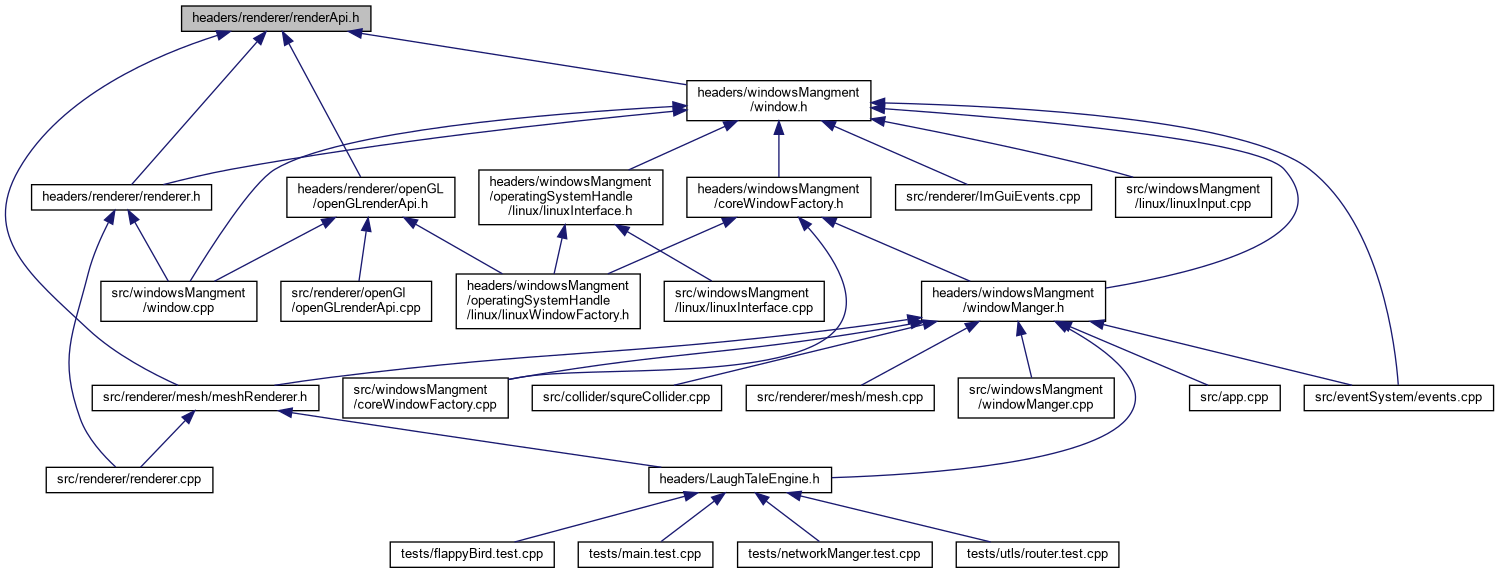 headers/renderer/renderApi.h
headers/windowsMangment
/window.h
headers/renderer/renderer.h
headers/renderer/openGL
/openGLrenderApi.h
headers/windowsMangment
/operatingSystemHandle
/linux/linuxInterface.h
headers/windowsMangment
/coreWindowFactory.h
src/renderer/ImGuiEvents.cpp
src/windowsMangment
/linux/linuxInput.cpp
src/windowsMangment
/window.cpp
src/renderer/openGl
/openGLrenderApi.cpp
headers/windowsMangment
/operatingSystemHandle
/linux/linuxWindowFactory.h
src/windowsMangment
/linux/linuxInterface.cpp
headers/windowsMangment
/windowManger.h
src/renderer/mesh/meshRenderer.h
src/windowsMangment
/coreWindowFactory.cpp
src/collider/squreCollider.cpp
src/renderer/mesh/mesh.cpp
src/windowsMangment
/windowManger.cpp
src/app.cpp
src/eventSystem/events.cpp
src/renderer/renderer.cpp
headers/LaughTaleEngine.h
tests/flappyBird.test.cpp
tests/main.test.cpp
tests/networkManger.test.cpp
tests/utls/router.test.cpp